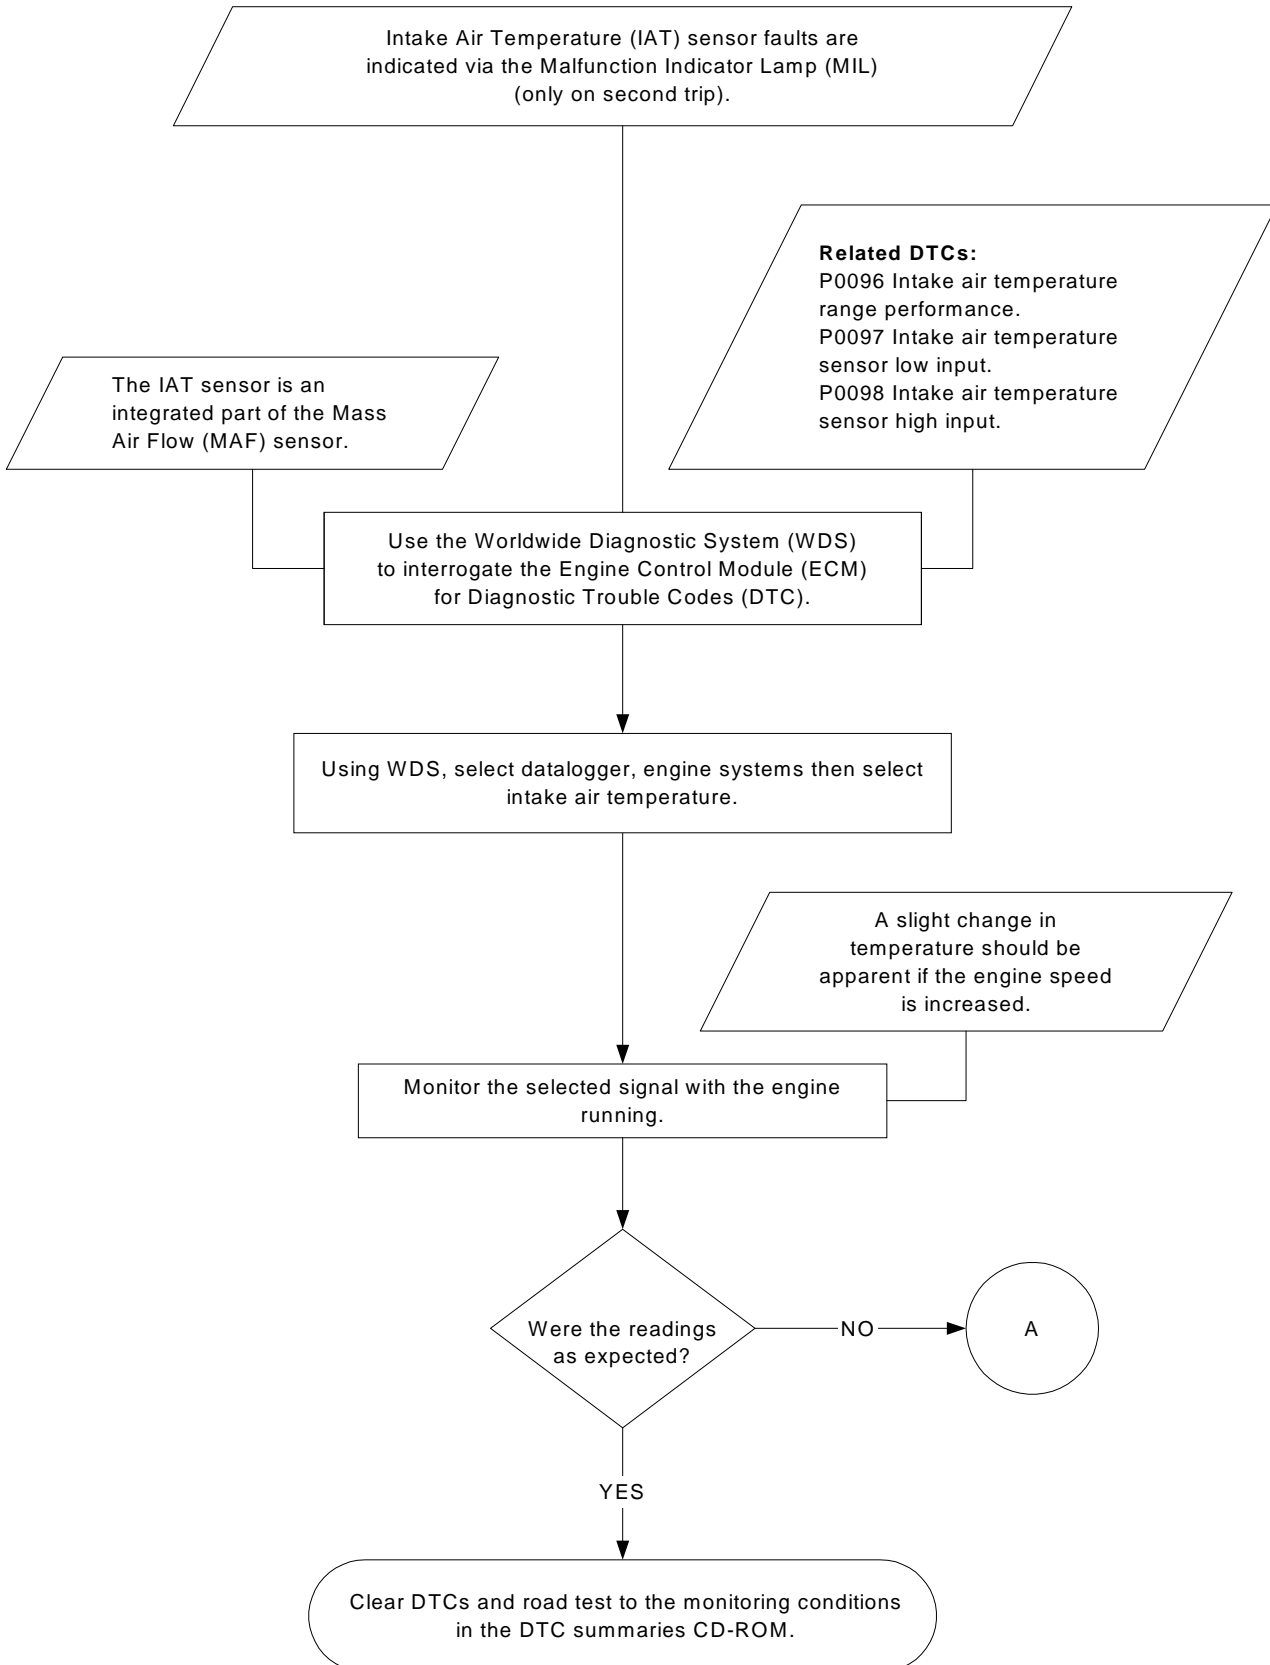 Intake Air Temperature (IAT) sensor faults are
indicated via the Malfunction Indicator Lamp (MIL)
(only on second trip).
Related DTCs:
P0096 Intake air temperature
range performance.
P0097 Intake air temperature
sensor low input.
P0098 Intake air temperature
sensor high input.
The IAT sensor is an
integrated part of the Mass
Air Flow (MAF) sensor.
Use the Worldwide Diagnostic System (WDS)
to interrogate the Engine Control Module (ECM)
for Diagnostic Trouble Codes (DTC).
Using WDS, select datalogger, engine systems then select
intake air temperature.
A slight change in
temperature should be
apparent if the engine speed
is increased.
Monitor the selected signal with the engine
running.
Were the readings
as expected?
NO
A
YES
Clear DTCs and road test to the monitoring conditions
in the DTC summaries CD-ROM.